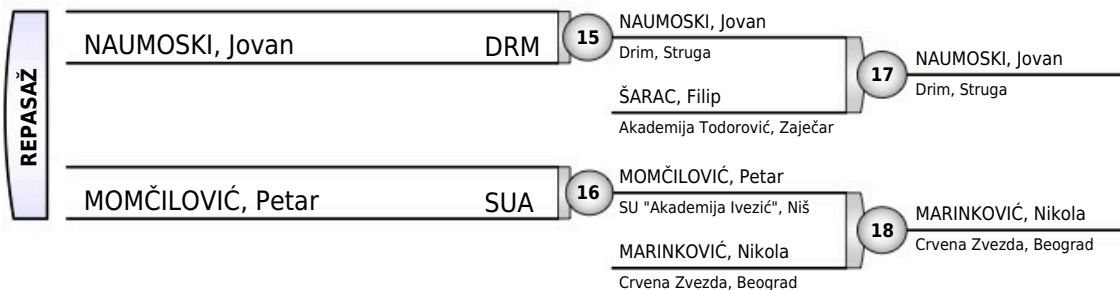 REPASAŽ
NAUMOSKI, Jovan DRM
15
NAUMOSKI, Jovan
Drim, Struga
ŠARAC, Filip
Akademija Todorović, Zaječar
17
NAUMOSKI, Jovan
Drim, Struga
MOMČILOVIĆ, Petar SUA
16
MOMČILOVIĆ, Petar
SU "Akademija Ivezić", Niš
MARINKOVIĆ, Nikola
Crvena Zvezda, Beograd
18
MARINKOVIĆ, Nikola
Crvena Zvezda, Beograd